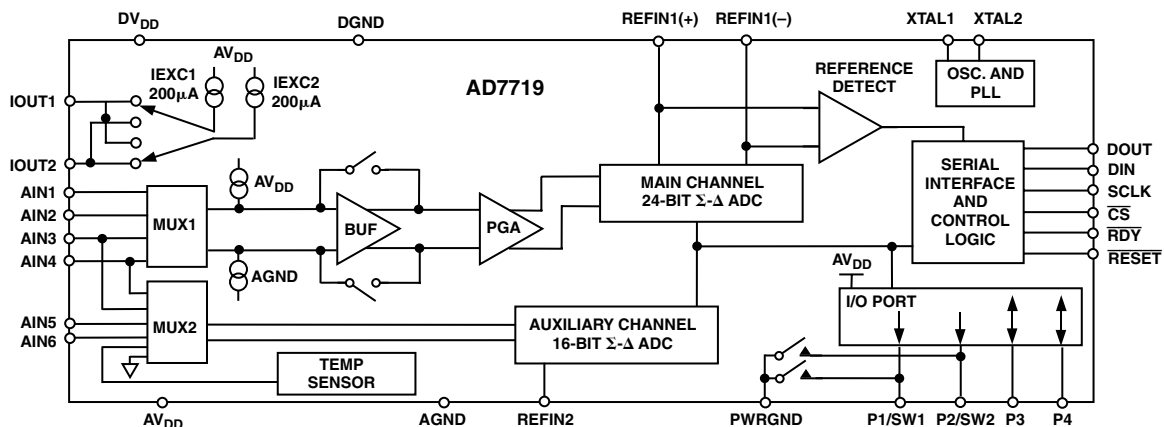 DVDD
DGND
REFIN1(+)
REFIN1(–)
XTAL1
XTAL2
AVDD
IEXC1
200µA
IEXC2
200µA
AD7719
REFERENCE
DETECT
OSC. AND
PLL
IOUT1
IOUT2
AIN1
AIN2
AIN3
AIN4
MUX1
AVDD
AGND
BUF
PGA
MAIN CHANNEL
24-BIT Σ-Δ ADC
SERIAL
INTERFACE
AND
CONTROL
LOGIC
DOUT
DIN
SCLK
C̅S̅
R̅D̅Y̅
R̅E̅S̅E̅T̅
AVDD
I/O PORT
AIN5
AIN6
MUX2
AUXILIARY CHANNEL
16-BIT Σ-Δ ADC
TEMP
SENSOR
AVDD
AGND
REFIN2
PWRGND
P1/SW1
P2/SW2
P3
P4